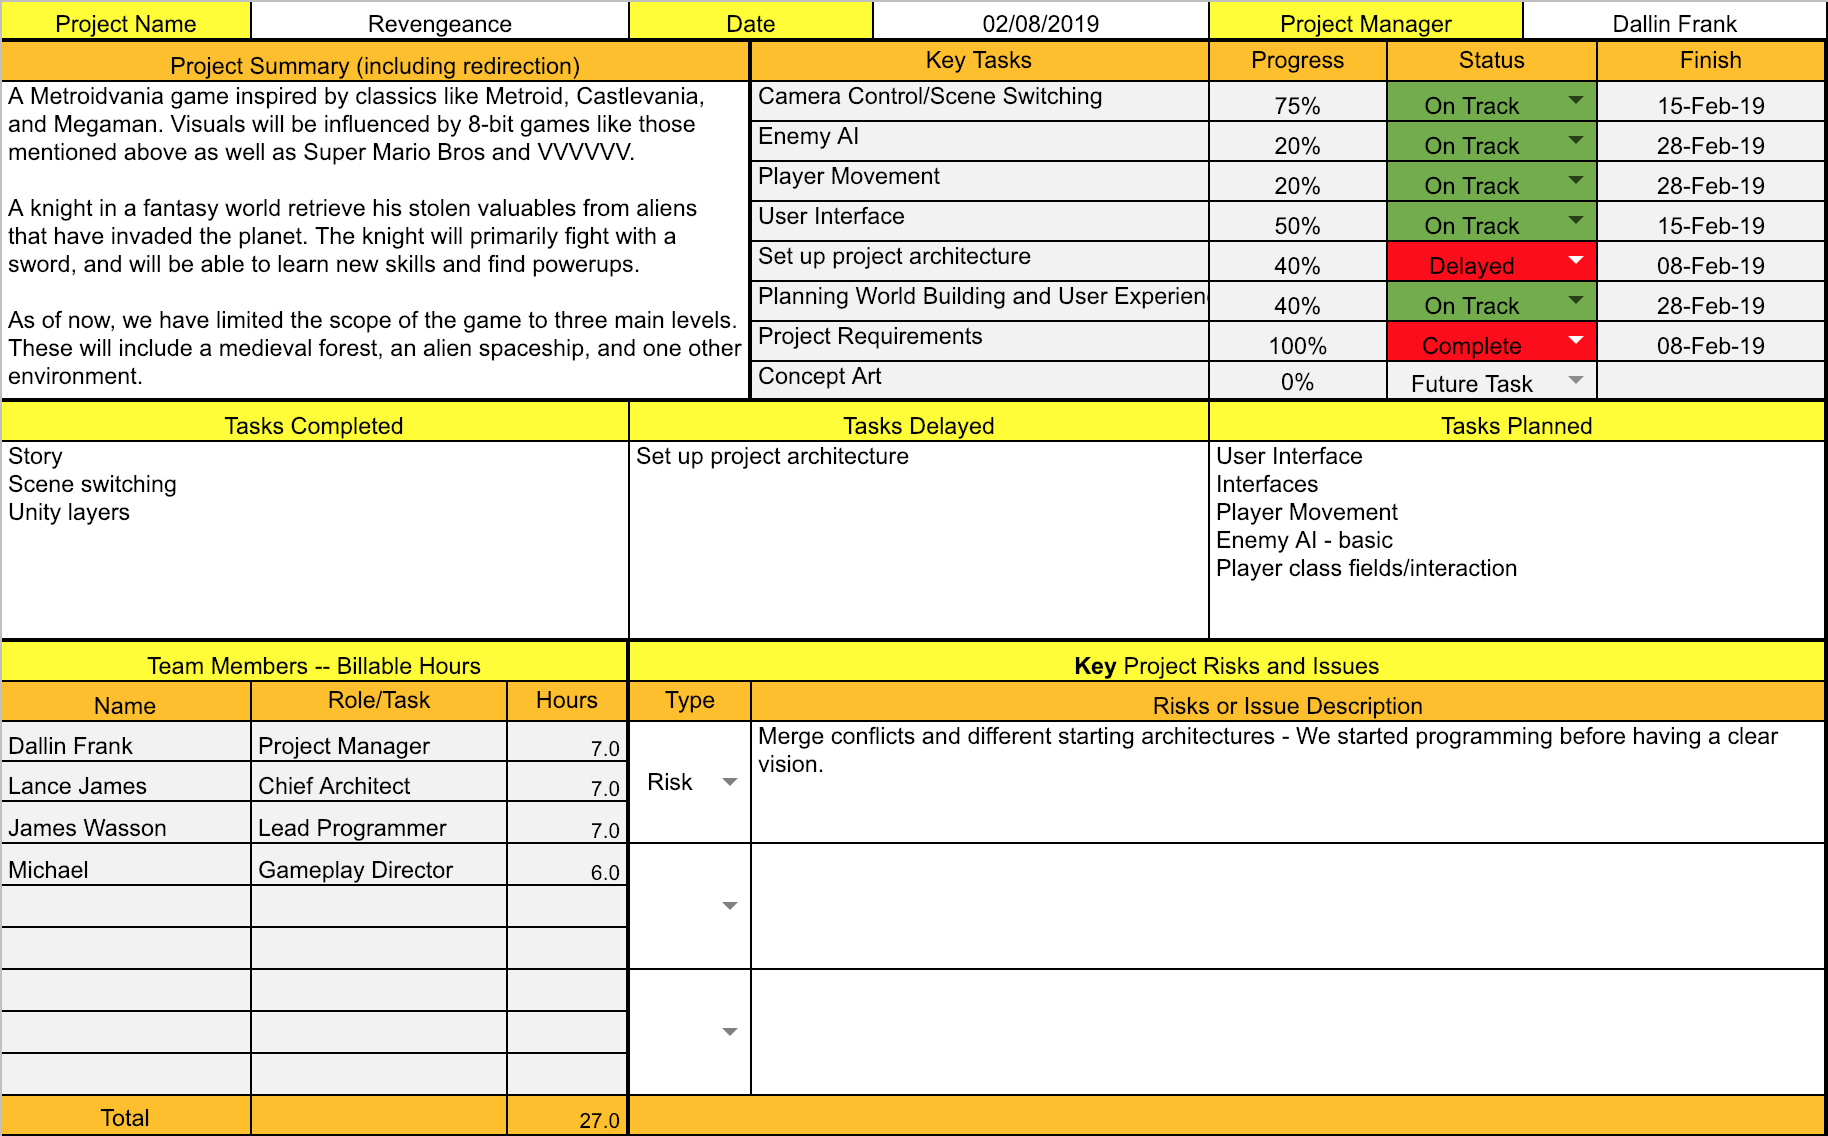 Project Name Revengeance Date 02/08/2019 Project Manager Dallin Frank
Project Summary (including redirection)
A Metroidvania game inspired by classics like Metroid, Castlevania,
and Megaman. Visuals will be influenced by 8-bit games like those
mentioned above as well as Super Mario Bros and VVVVVV.
A knight in a fantasy world retrieve his stolen valuables from aliens
that have invaded the planet. The knight will primarily fight with a
sword, and will be able to learn new skills and find powerups.
As of now, we have limited the scope of the game to three main levels.
These will include a medieval forest, an alien spaceship, and one other
environment.
Key Tasks Progress Status Finish
Camera Control/Scene Switching 75% On Track 15-Feb-19
Enemy AI 20% On Track 28-Feb-19
Player Movement 20% On Track 28-Feb-19
User Interface 50% On Track 15-Feb-19
Set up project architecture 40% Delayed 08-Feb-19
Planning World Building and User Experien 40% On Track 28-Feb-19
Project Requirements 100% Complete 08-Feb-19
Concept Art 0% Future Task
Tasks Completed
Story
Scene switching
Unity layers
Tasks Delayed
Set up project architecture
Tasks Planned
User Interface
Interfaces
Player Movement
Enemy AI - basic
Player class fields/interaction
Team Members -- Billable Hours
Name Role/Task Hours
Dallin Frank Project Manager 7.0
Lance James Chief Architect 7.0
James Wasson Lead Programmer 7.0
Michael Gameplay Director 6.0
Total 27.0
Key Project Risks and Issues
Type Risks or Issue Description
Risk
Merge conflicts and different starting architectures - We started programming before having a clear
vision.